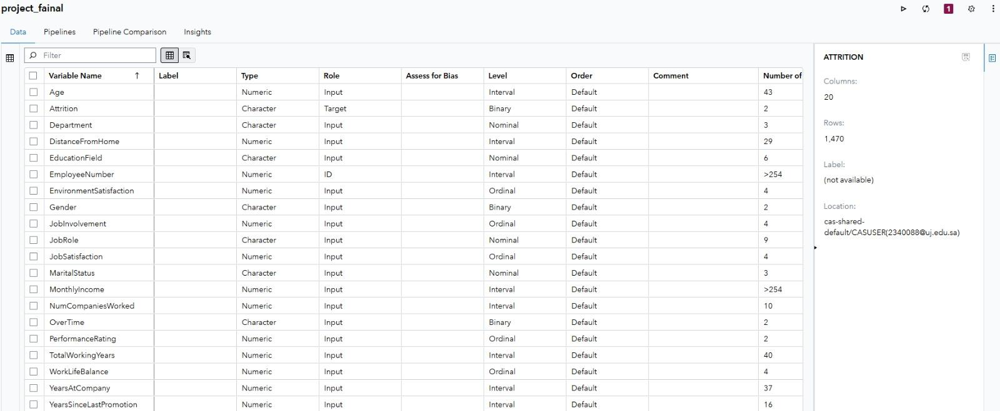 project_fainal
1
Data Pipelines Pipeline Comparison Insights
Filter
Variable Name Label Type Role Assess for Bias Level Order Comment Number of
Age Numeric Input Interval Default 43
Attrition Character Target Binary Default 2
Department Character Input Nominal Default 3
DistanceFromHome Numeric Input Interval Default 29
EducationField Character Input Nominal Default 6
EmployeeNumber Numeric ID Interval Default >254
EnvironmentSatisfaction Numeric Input Ordinal Default 4
Gender Character Input Binary Default 2
JobInvolvement Numeric Input Ordinal Default 4
JobRole Character Input Nominal Default 9
JobSatisfaction Numeric Input Ordinal Default 4
MaritalStatus Character Input Nominal Default 3
MonthlyIncome Numeric Input Interval Default >254
NumCompaniesWorked Numeric Input Interval Default 10
OverTime Character Input Binary Default 2
PerformanceRating Numeric Input Ordinal Default 2
TotalWorkingYears Numeric Input Interval Default 40
WorkLifeBalance Numeric Input Ordinal Default 4
YearsAtCompany Numeric Input Interval Default 37
YearsSinceLastPromotion Numeric Input Interval Default 16
ATTRITION
Columns:
20
Rows:
1,470
Label:
(not available)
Location:
cas-shared-
default/CASUSER(2340088@uj.edu.sa)